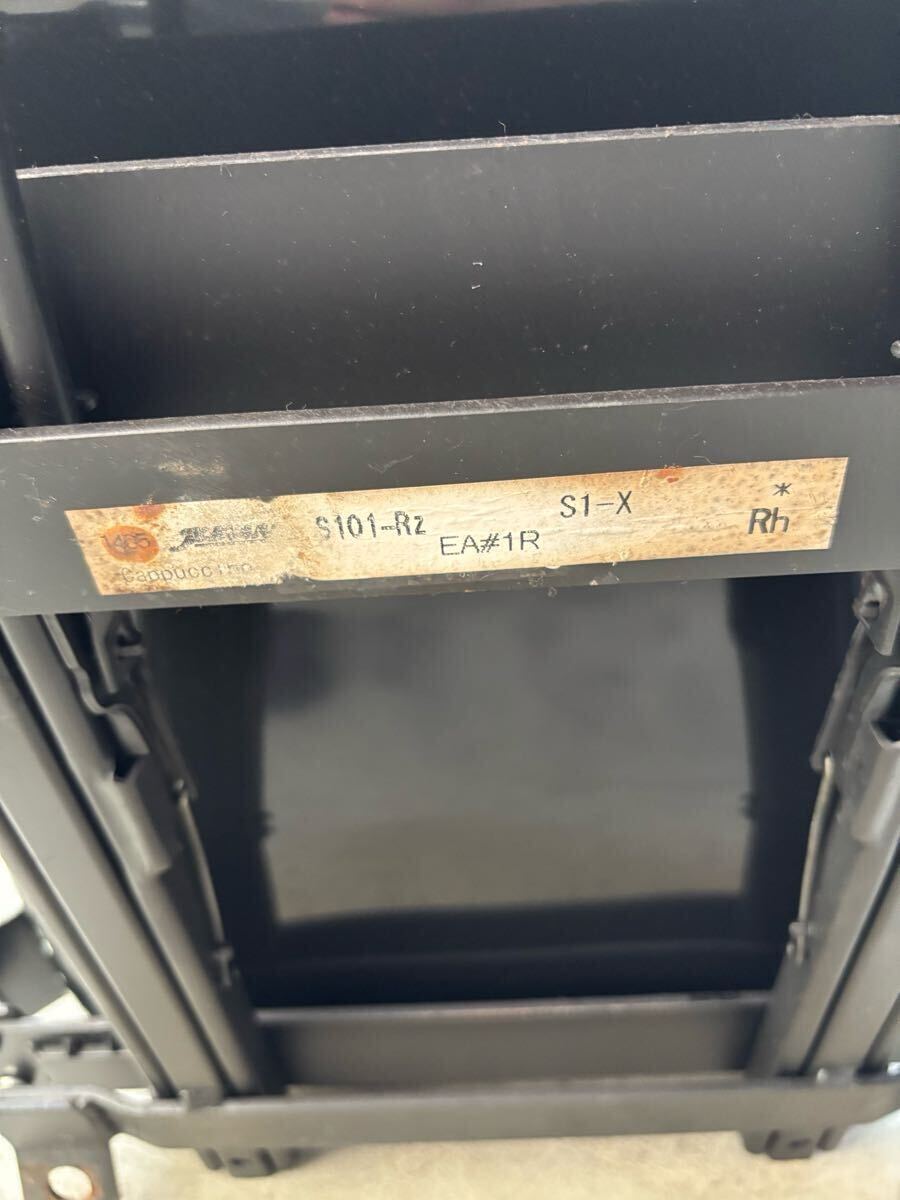 S101-Rz S1-X *
1405 EA#1R Rh
Cappuccino